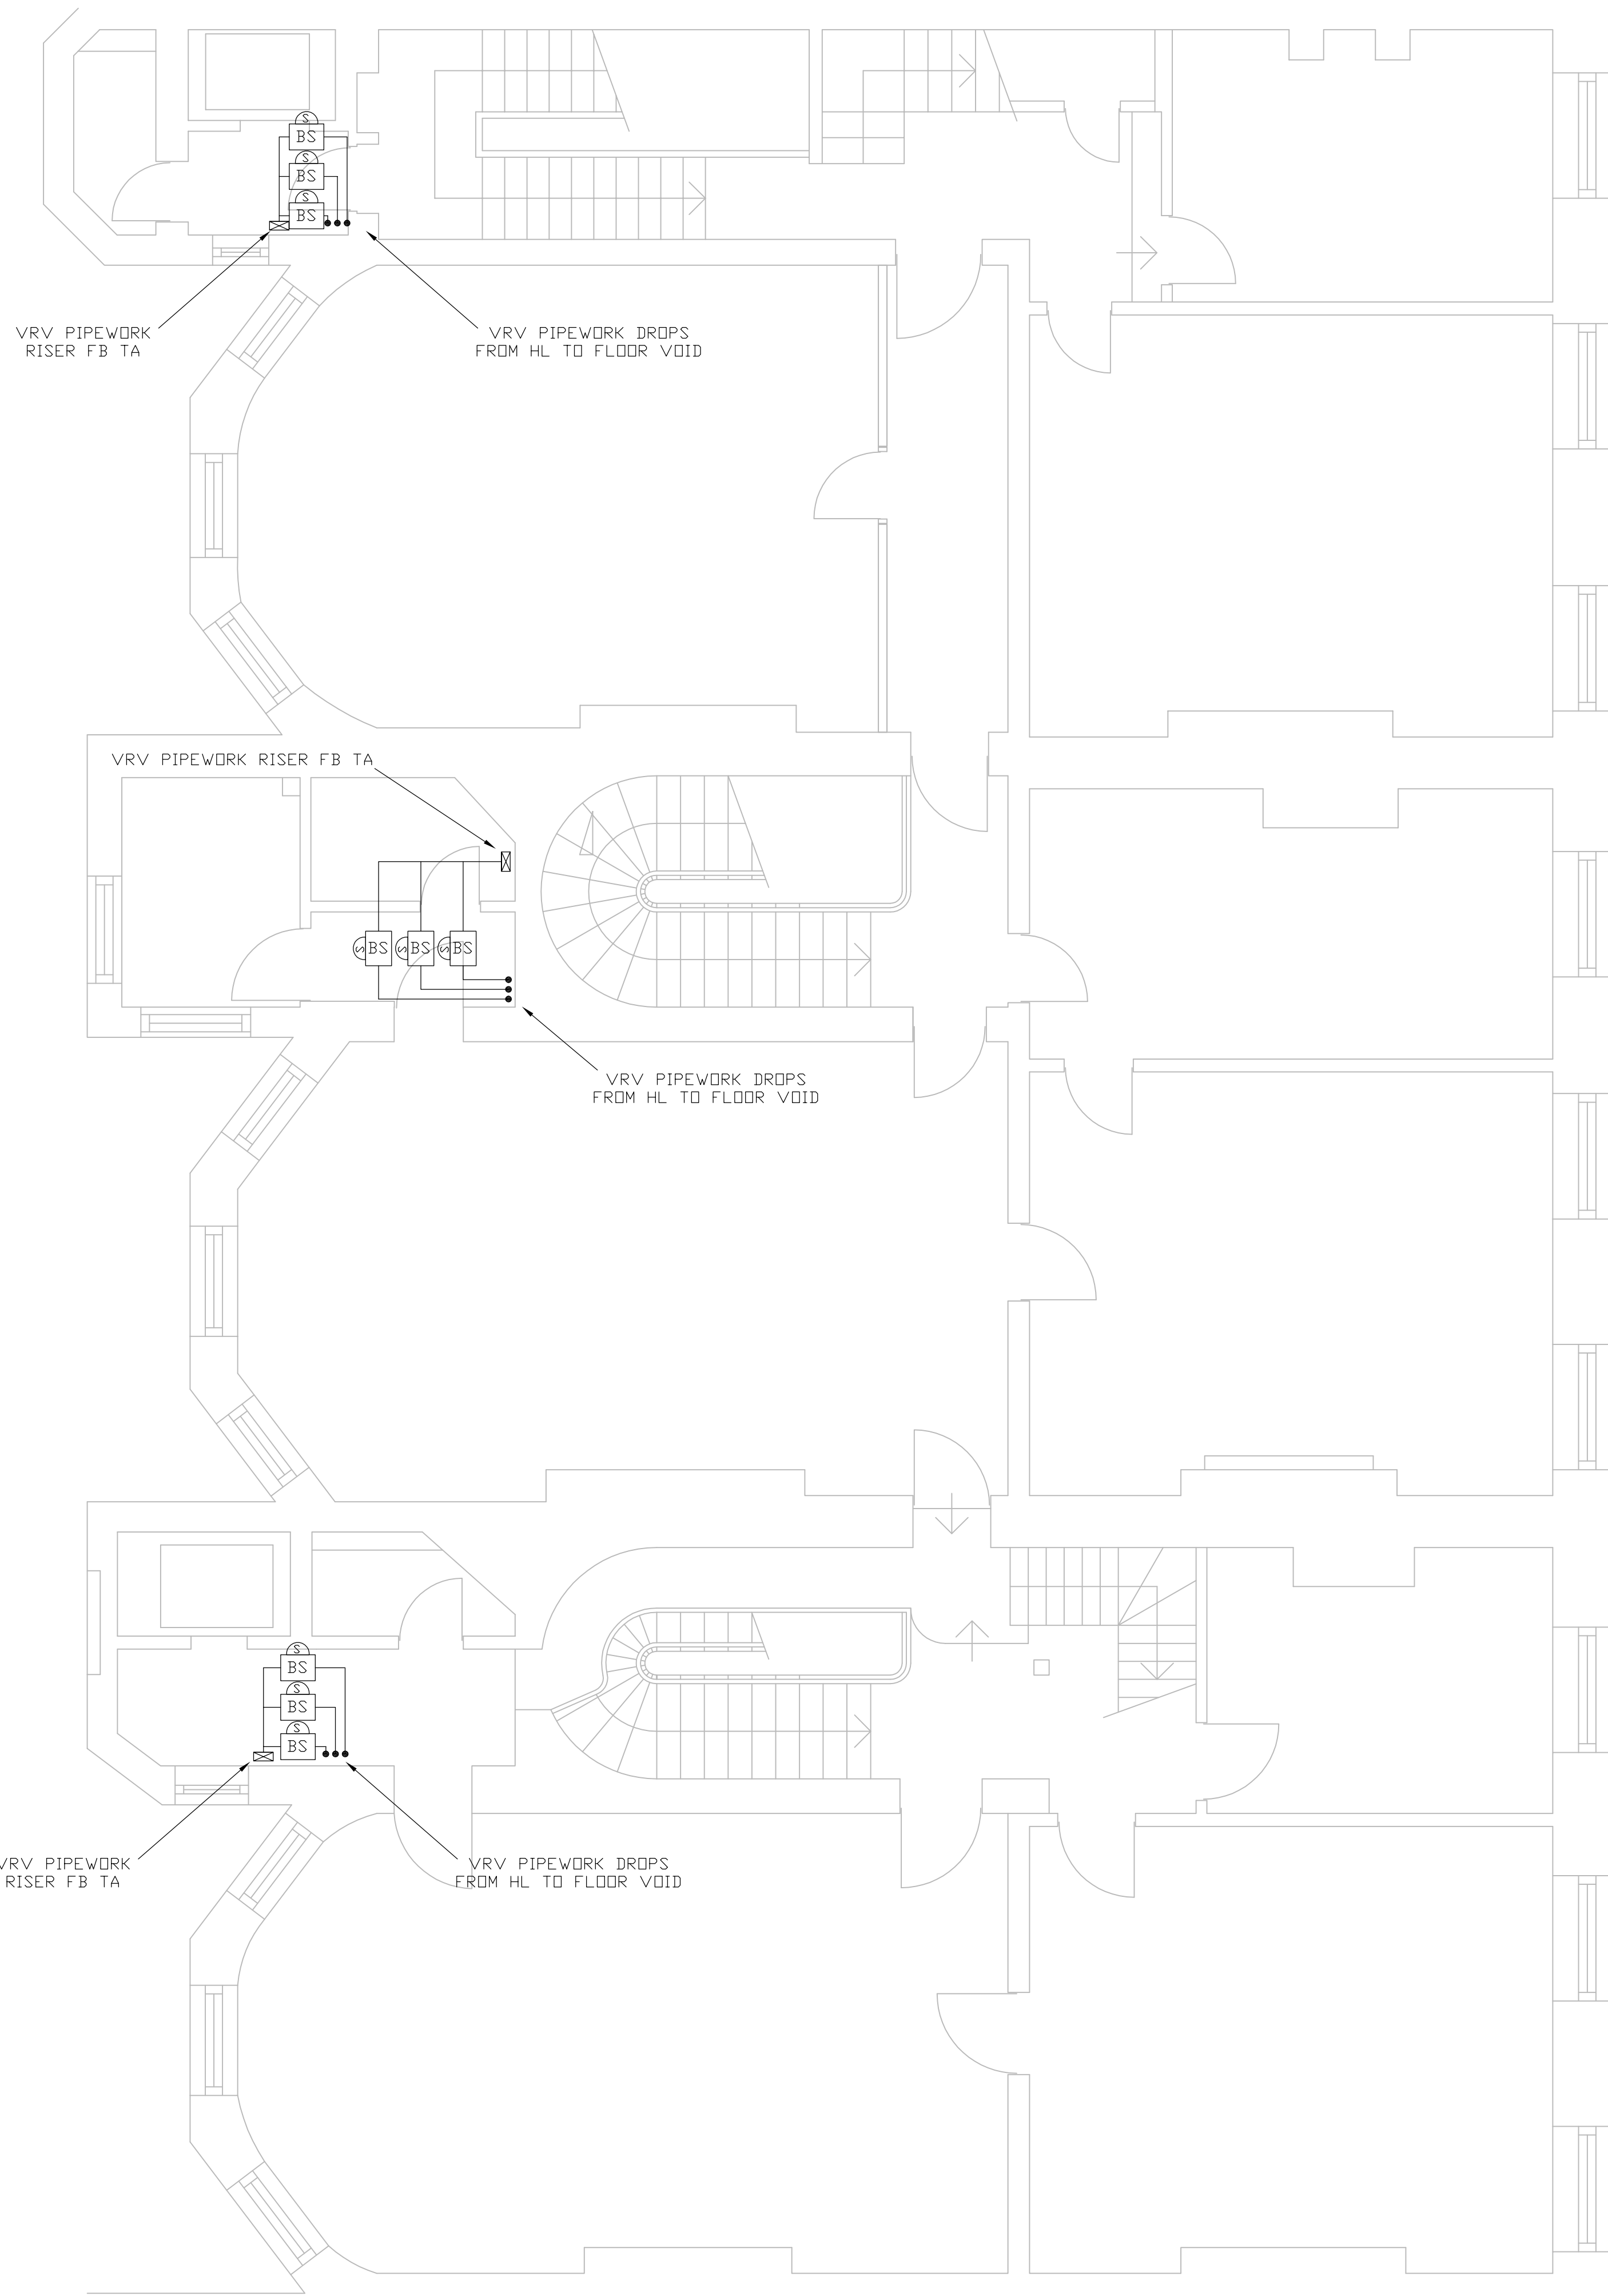 S
BS
S
BS
S
BS
VRV PIPEWORK
RISER FB TA
VRV PIPEWORK DROPS
FROM HL TO FLOOR VOID
VRV PIPEWORK RISER FB TA
S BS S BS S BS
VRV PIPEWORK DROPS
FROM HL TO FLOOR VOID
S
BS
S
BS
S
BS
VRV PIPEWORK
RISER FB TA
VRV PIPEWORK DROPS
FROM HL TO FLOOR VOID